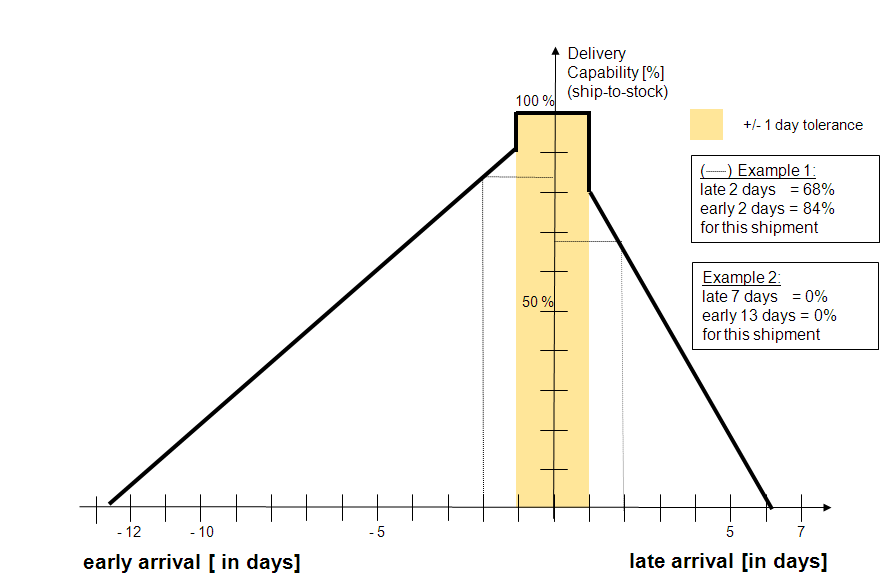 Delivery
Capability [%]
(ship-to-stock)
100 %
+/- 1 day tolerance
(-----) Example 1:
late 2 days = 68%
early 2 days = 84%
for this shipment
Example 2:
late 7 days = 0%
early 13 days = 0%
for this shipment
50 %
- 12 - 10 - 5 5 7
early arrival [ in days] late arrival [in days]